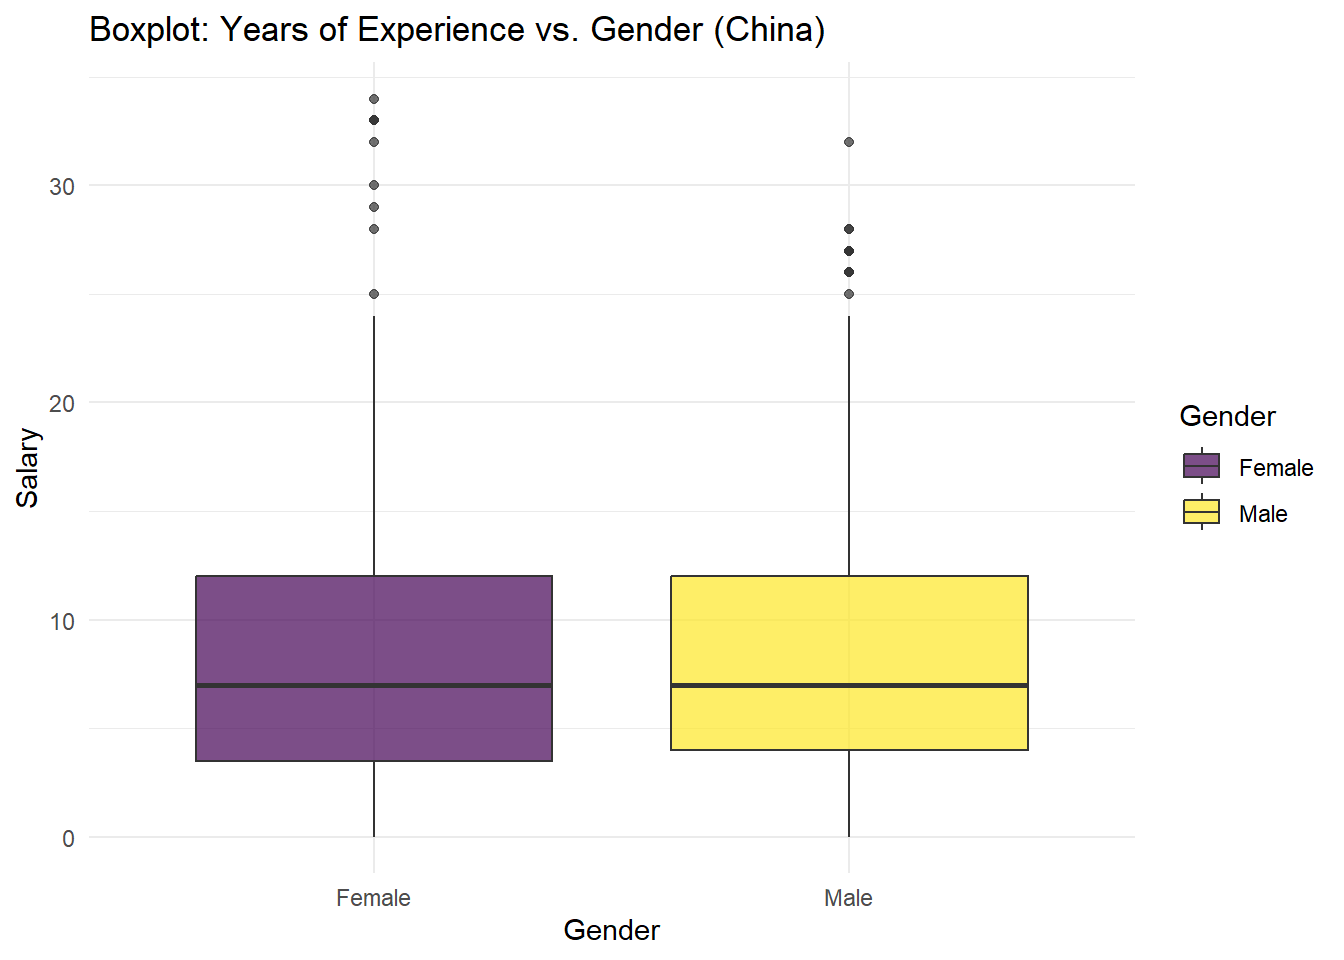 Boxplot: Years of Experience vs. Gender (China)
30
20
10
0
Salary
Female
Male
Gender
Gender
Female
Male